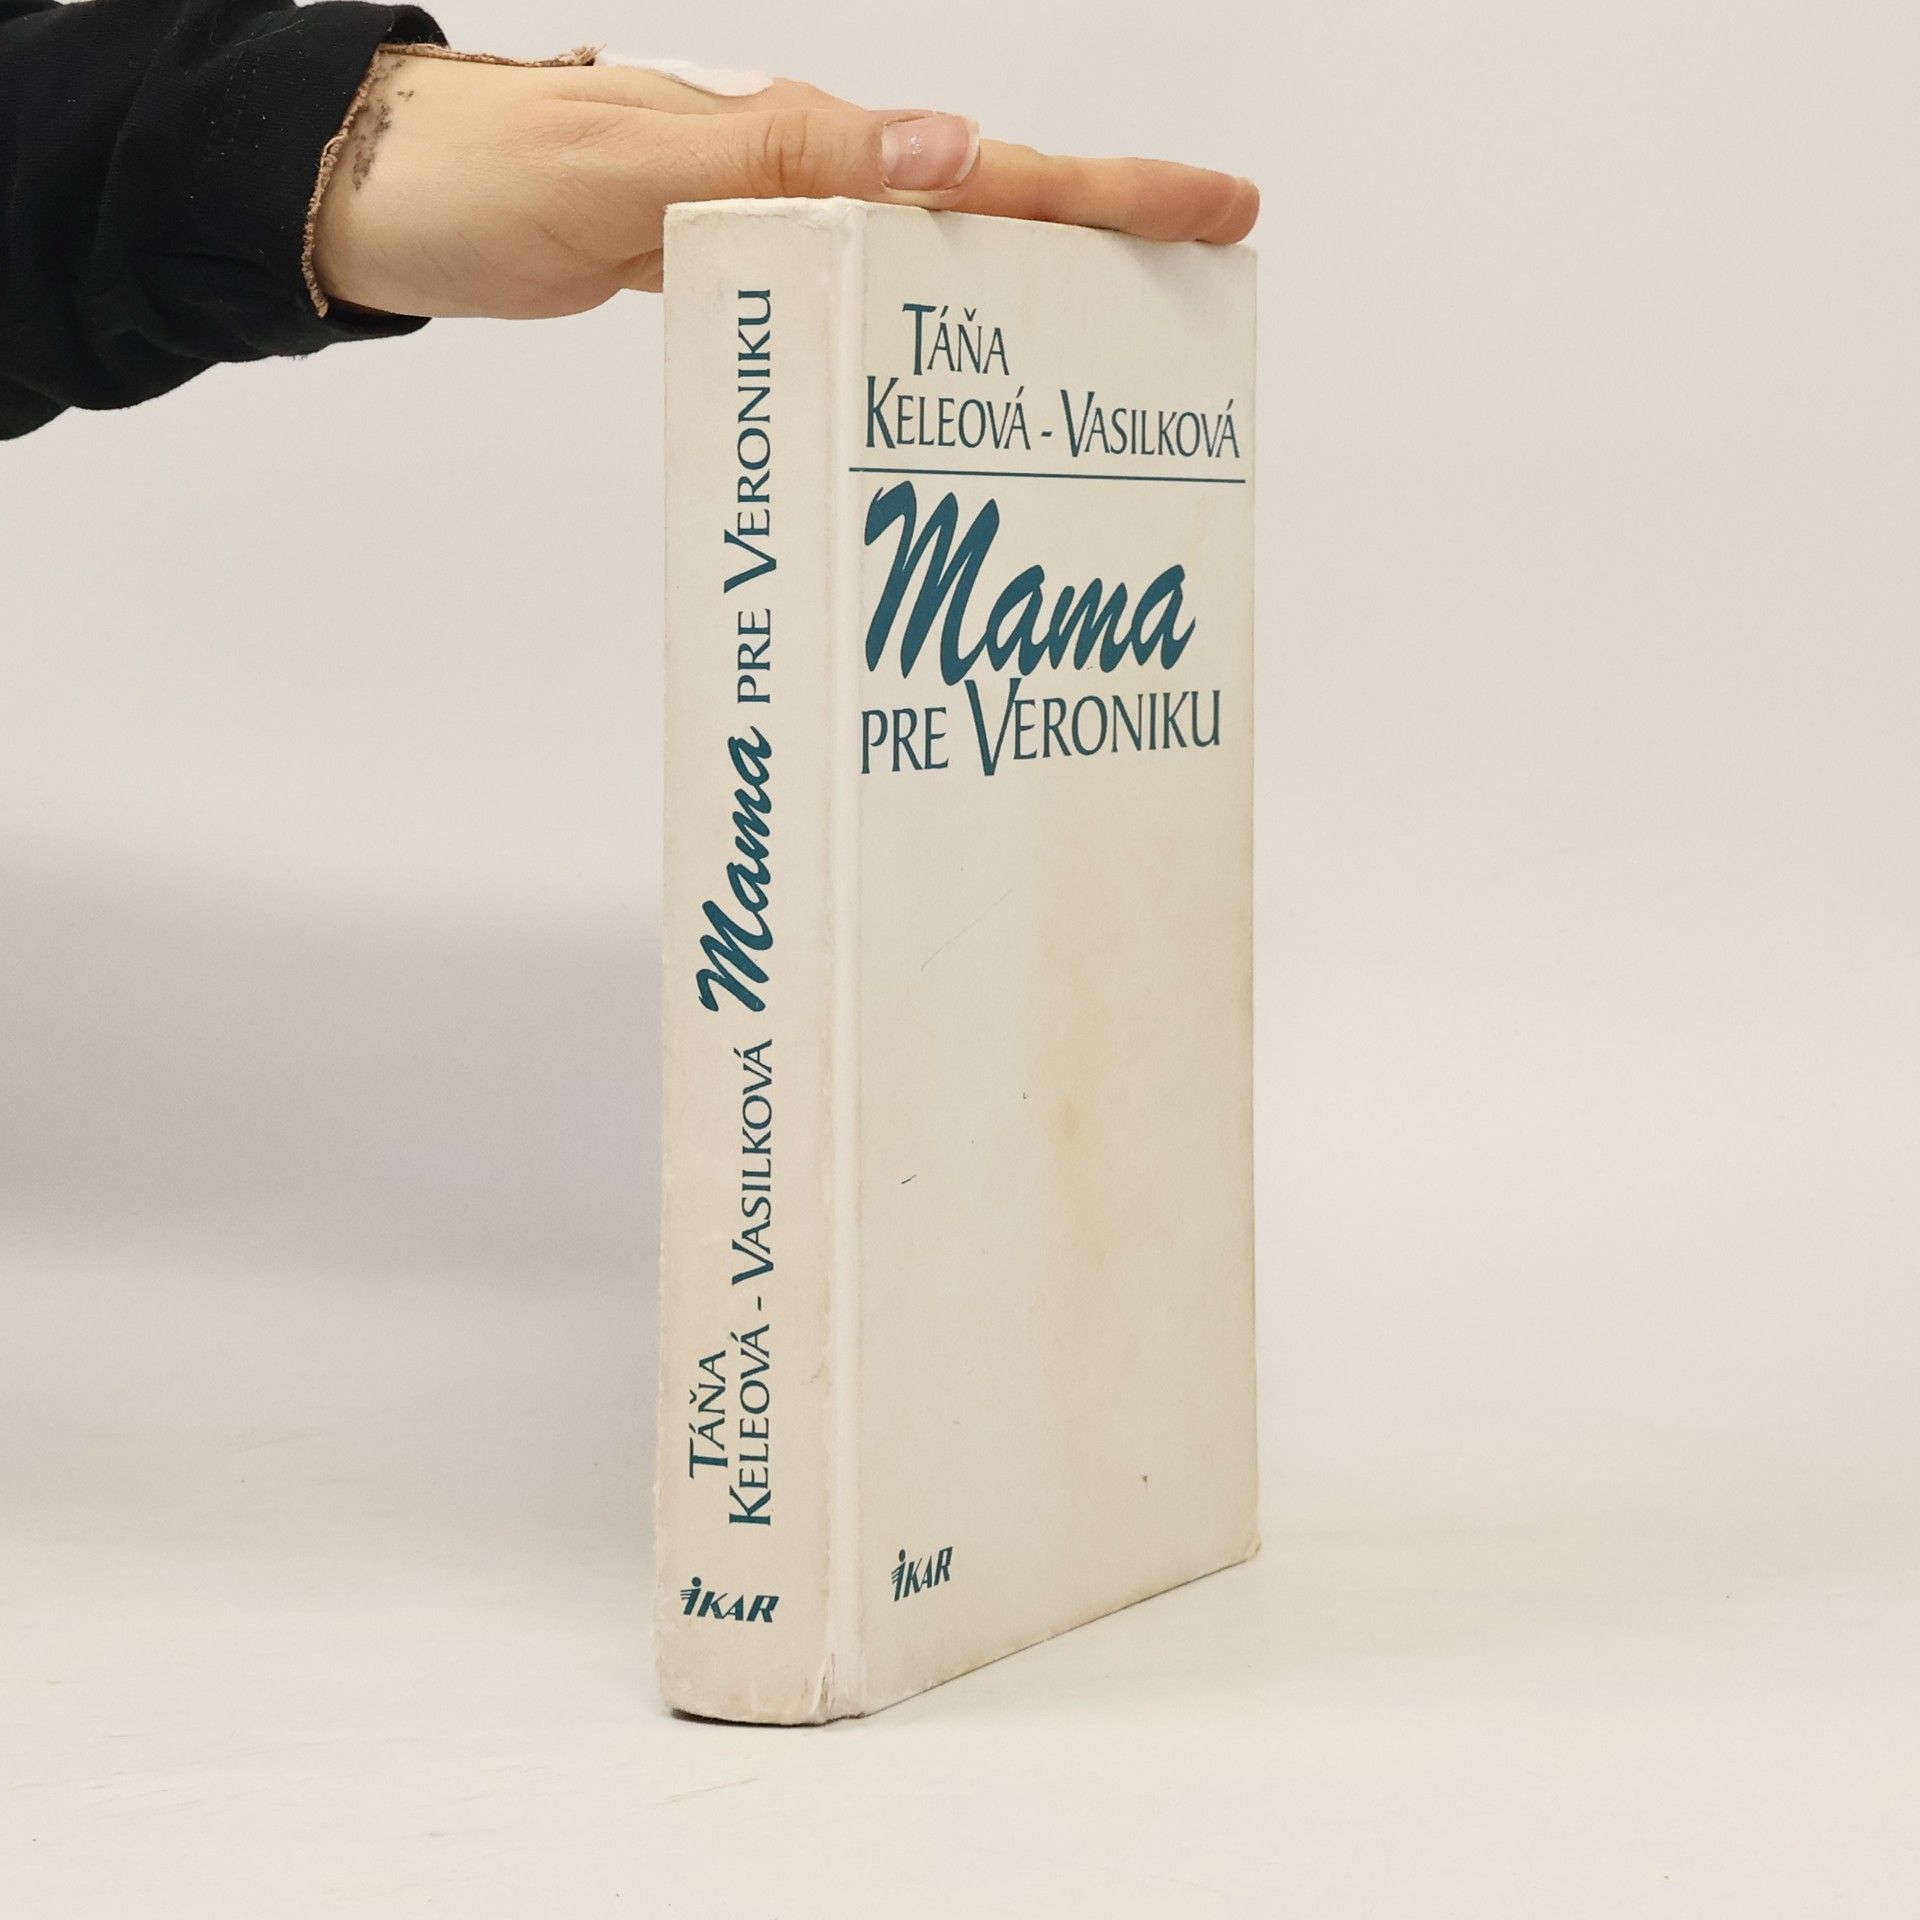 TÁŇA
KELEOVÁ - VASILKOVÁ
Mama PRE VERONIKU
IKAR
TÁŇA
KELEOVÁ - VASILKOVÁ
Mama
PRE VERONIKU
IKAR